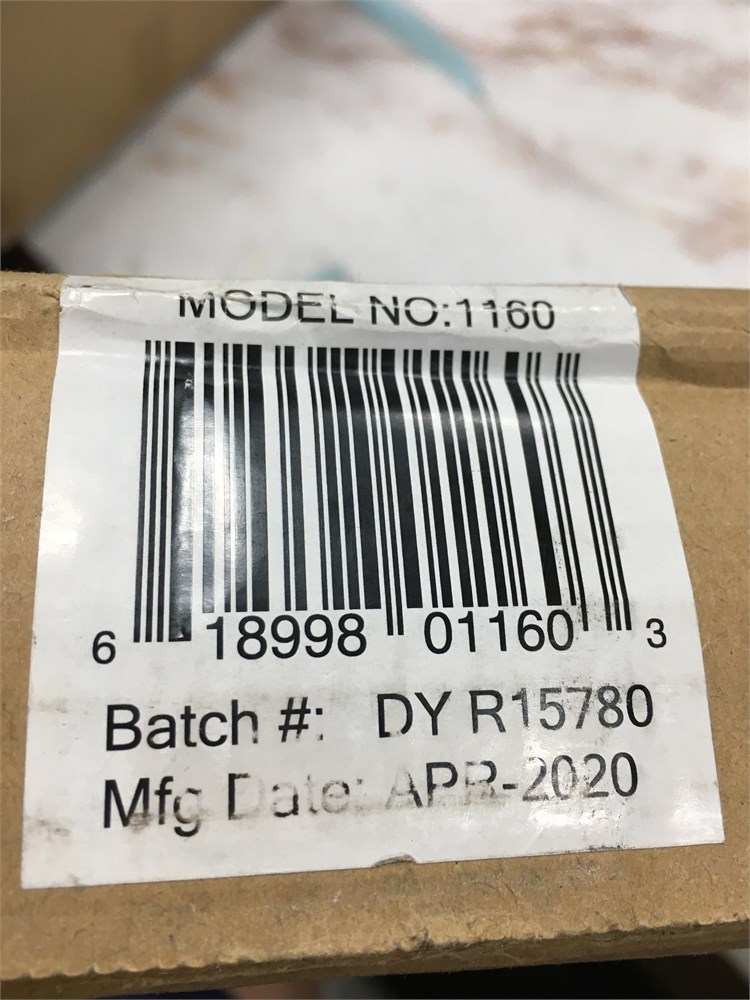 MODEL NO:1160
6 18998 01160 3
Batch #: DY R15780
Mfg Date: APR-2020